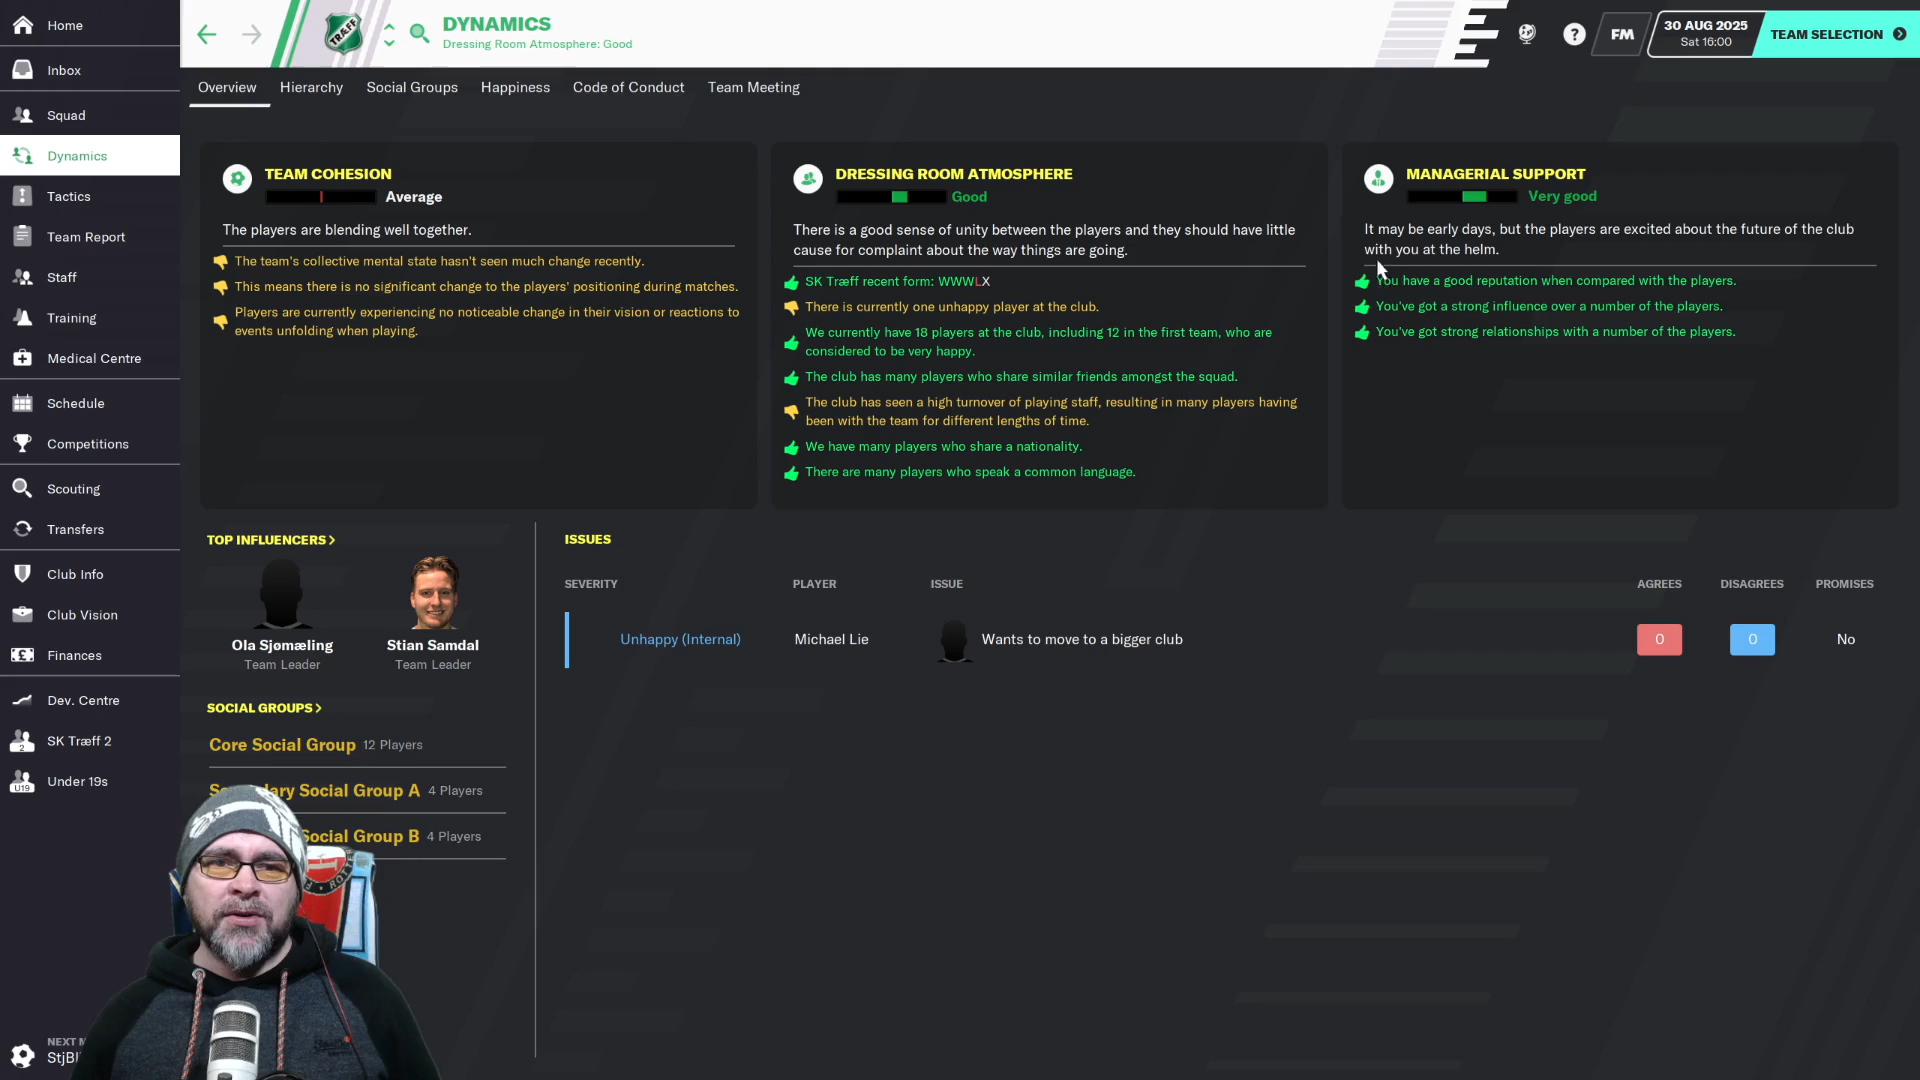 Home
Inbox
Squad
Dynamics
Tactics
Team Report
Staff
Training
Medical Centre
Schedule
Competitions
Scouting
Transfers
Club Info
Club Vision
Finances
Dev. Centre
2
SK Træff 2
U19
Under 19s
NEXT
StjBl
TRÆFF
DYNAMICS
Dressing Room Atmosphere: Good
?
FM
30 AUG 2025
Sat 16:00
TEAM SELECTION
Overview
Hierarchy
Social Groups
Happiness
Code of Conduct
Team Meeting
TEAM COHESION
Average
The players are blending well together.
The team's collective mental state hasn't seen much change recently.
This means there is no significant change to the players' positioning during matches.
Players are currently experiencing no noticeable change in their vision or reactions to
events unfolding when playing.
DRESSING ROOM ATMOSPHERE
Good
There is a good sense of unity between the players and they should have little
cause for complaint about the way things are going.
SK Træff recent form: WWWLX
There is currently one unhappy player at the club.
We currently have 18 players at the club, including 12 in the first team, who are
considered to be very happy.
The club has many players who share similar friends amongst the squad.
The club has seen a high turnover of playing staff, resulting in many players having
been with the team for different lengths of time.
We have many players who share a nationality.
There are many players who speak a common language.
MANAGERIAL SUPPORT
Very good
It may be early days, but the players are excited about the future of the club
with you at the helm.
You have a good reputation when compared with the players.
You've got a strong influence over a number of the players.
You've got strong relationships with a number of the players.
TOP INFLUENCERS >
Ola Sjømæling
Team Leader
Stian Samdal
Team Leader
SOCIAL GROUPS >
Core Social Group 12 Players
Social Group A 4 Players
Social Group B 4 Players
ISSUES
SEVERITY PLAYER ISSUE AGREES DISAGREES PROMISES
Unhappy (Internal) Michael Lie Wants to move to a bigger club 0 0 No